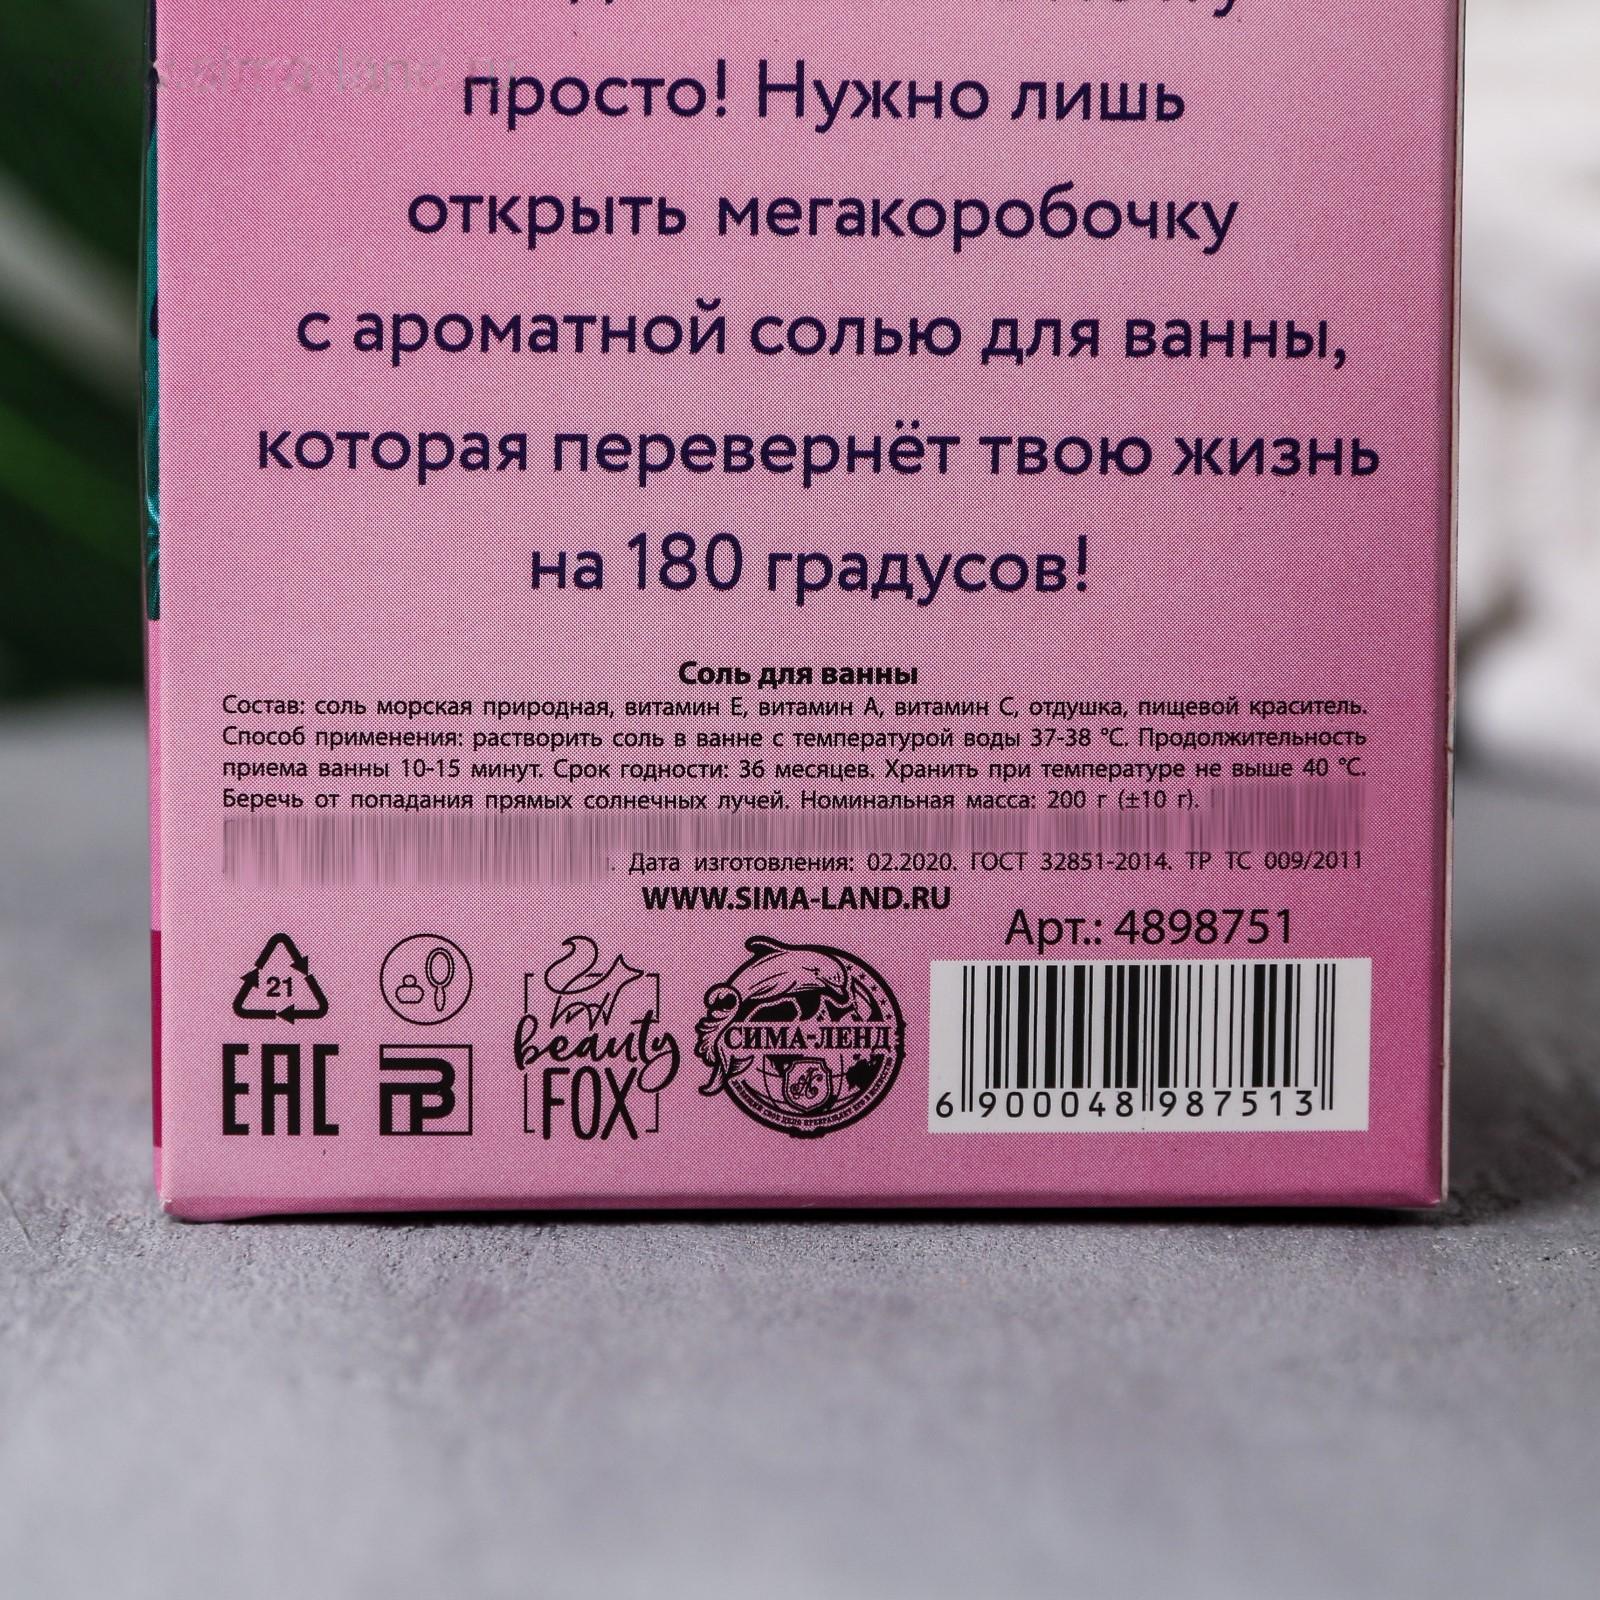 просто! Нужно лишь
открыть мегакоробочку
с ароматной солью для ванны,
которая перевернёт твою жизнь
на 180 градусов!
Соль для ванны
Состав: соль морская природная, витамин Е, витамин А, витамин С, отдушка, пищевой краситель.
Способ применения: растворить соль в ванне с температурой воды 37-38 °С. Продолжительность
приема ванны 10-15 минут. Срок годности: 36 месяцев. Хранить при температуре не выше 40 °С.
Беречь от попадания прямых солнечных лучей. Номинальная масса: 200 г (±10 г).
. Дата изготовления: 02.2020. ГОСТ 32851-2014. ТР ТС 009/2011
WWW.SIMA-LAND.RU
Арт.: 4898751
21
EAC
beauty
FOX
СИМА-ЛЕНД
6 900048 987513